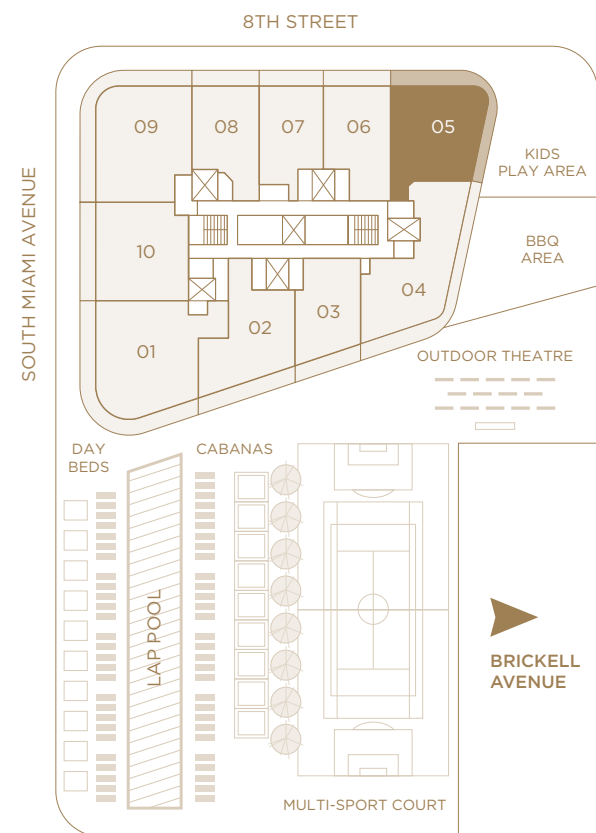 8TH STREET
SOUTH MIAMI AVENUE
09
08
07
06
05
KIDS
PLAY AREA
10
BBQ
AREA
04
03
02
01
OUTDOOR THEATRE
DAY
BEDS
CABANAS
LAP POOL
BRICKELL
AVENUE
MULTI-SPORT COURT